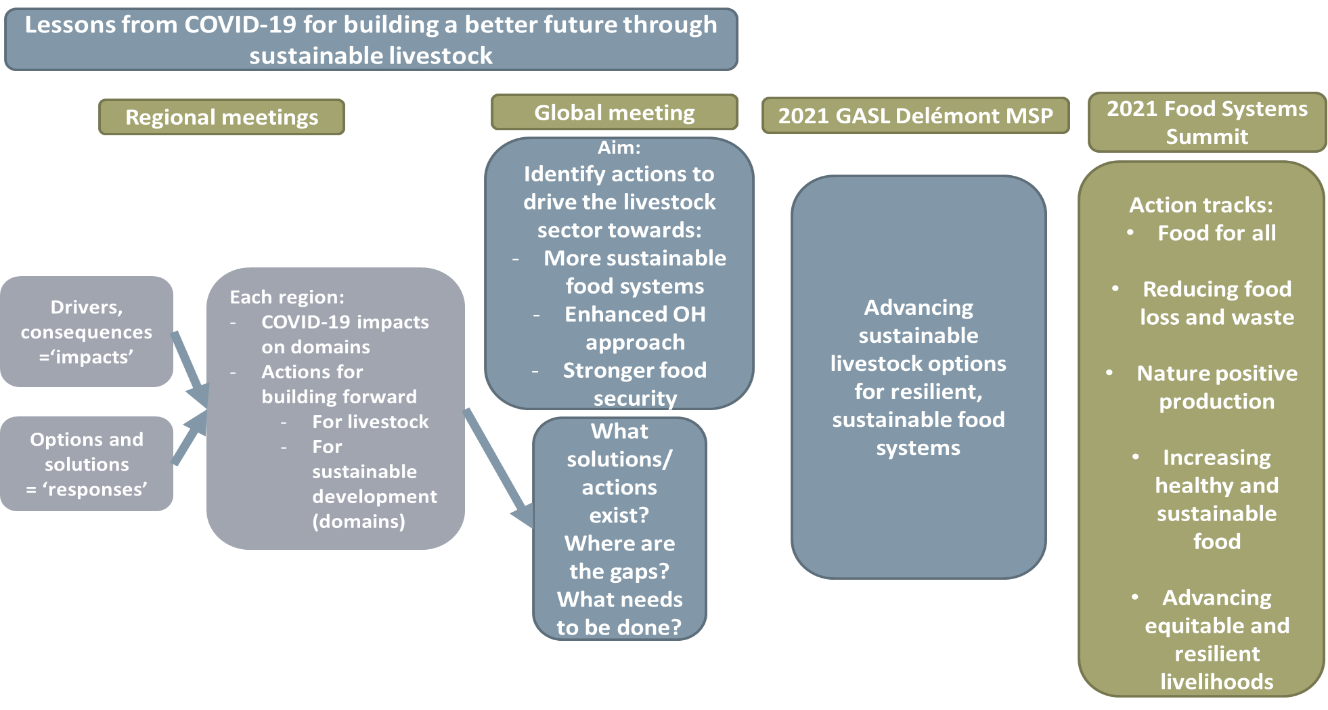 Lessons from COVID-19 for building a better future through
sustainable livestock
Regional meetings
Drivers,
consequences
=‘impacts’
Options and
solutions
= ‘responses’
Each region:
- COVID-19 impacts
on domains
- Actions for
building forward
- For livestock
- For
sustainable
development
(domains)
Global meeting
Aim:
Identify actions to
drive the livestock
sector towards:
- More sustainable
food systems
- Enhanced OH
approach
- Stronger food
security
What
solutions/
actions
exist?
Where are
the gaps?
What needs
to be done?
2021 GASL Delémont MSP
Advancing
sustainable
livestock options
for resilient,
sustainable food
systems
2021 Food Systems
Summit
Action tracks:
• Food for all
• Reducing food
loss and waste
• Nature positive
production
• Increasing
healthy and
sustainable
food
• Advancing
equitable and
resilient
livelihoods